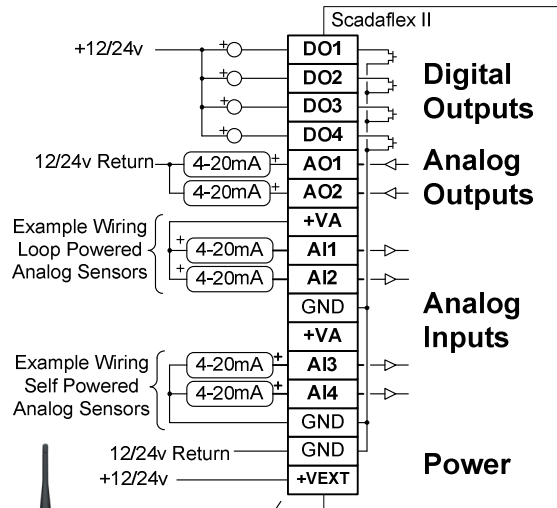 Scadaflex II
+12/24v
+
DO1
+
DO2
+
DO3
+
DO4
Digital
Outputs
12/24v Return
4-20mA
+
AO1
4-20mA
+
AO2
Analog
Outputs
Example Wiring
Loop Powered
Analog Sensors
+VA
+
4-20mA
AI1
+
4-20mA
AI2
GND
+VA
Analog
Inputs
Example Wiring
Self Powered
Analog Sensors
4-20mA
+
AI3
4-20mA
+
AI4
GND
12/24v Return
GND
+12/24v
+VEXT
Power